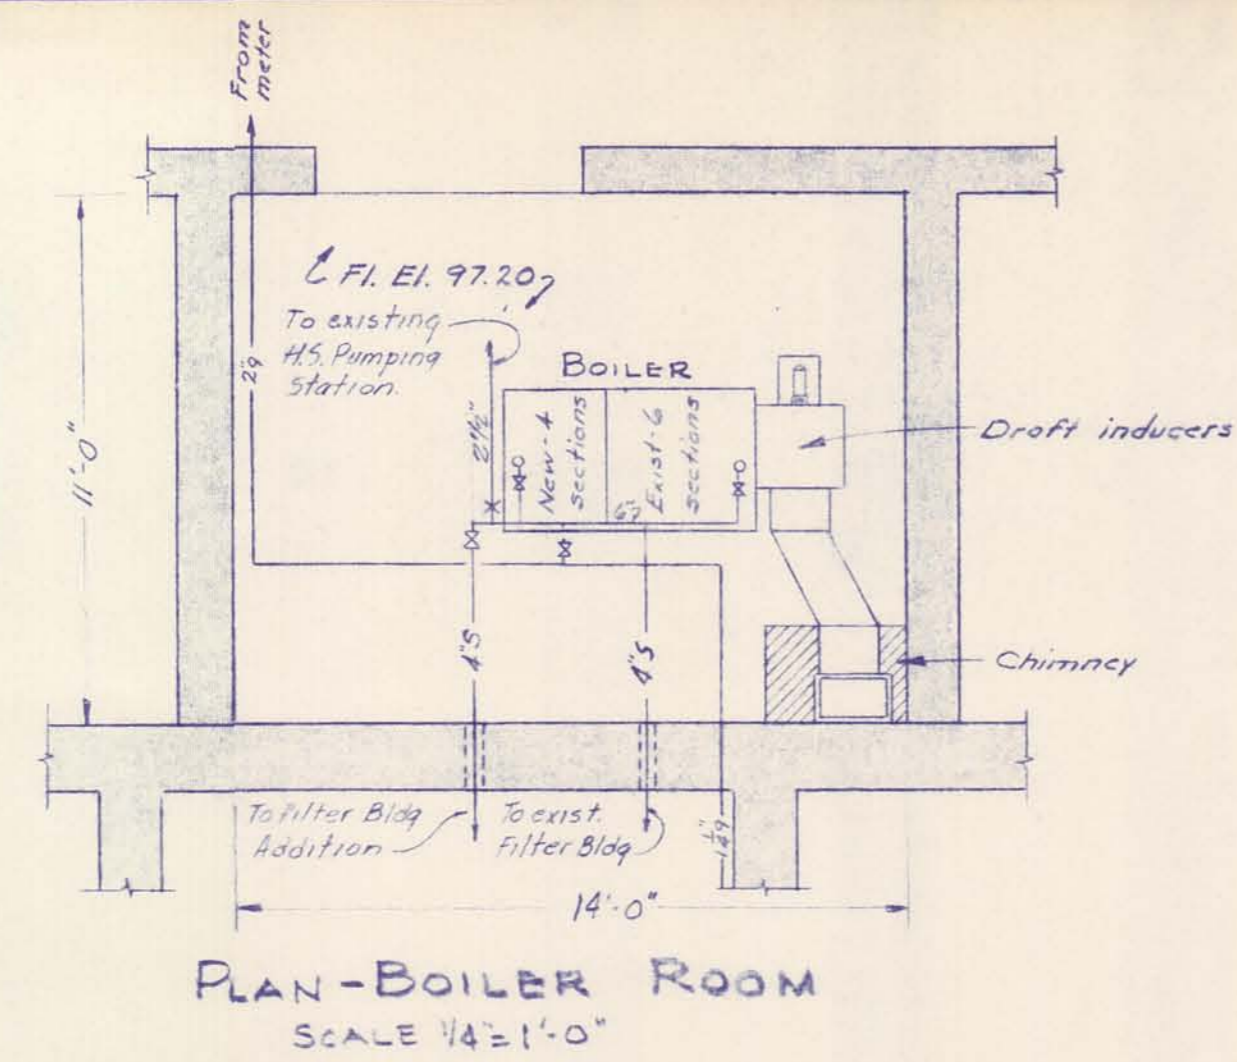 From
meter
Fl. El. 97.20
To existing
H.S. Pumping
Station.
BOILER
2"g
2½"
New-4
sections
Exist-6
sections
6"
Draft inducers
11'-0"
4"S
4"S
Chimney
To Filter Bldg
Addition
To exist.
Filter Bldg
1¼"g
14'-0"
PLAN-BOILER ROOM
SCALE 1/4"=1'-0"